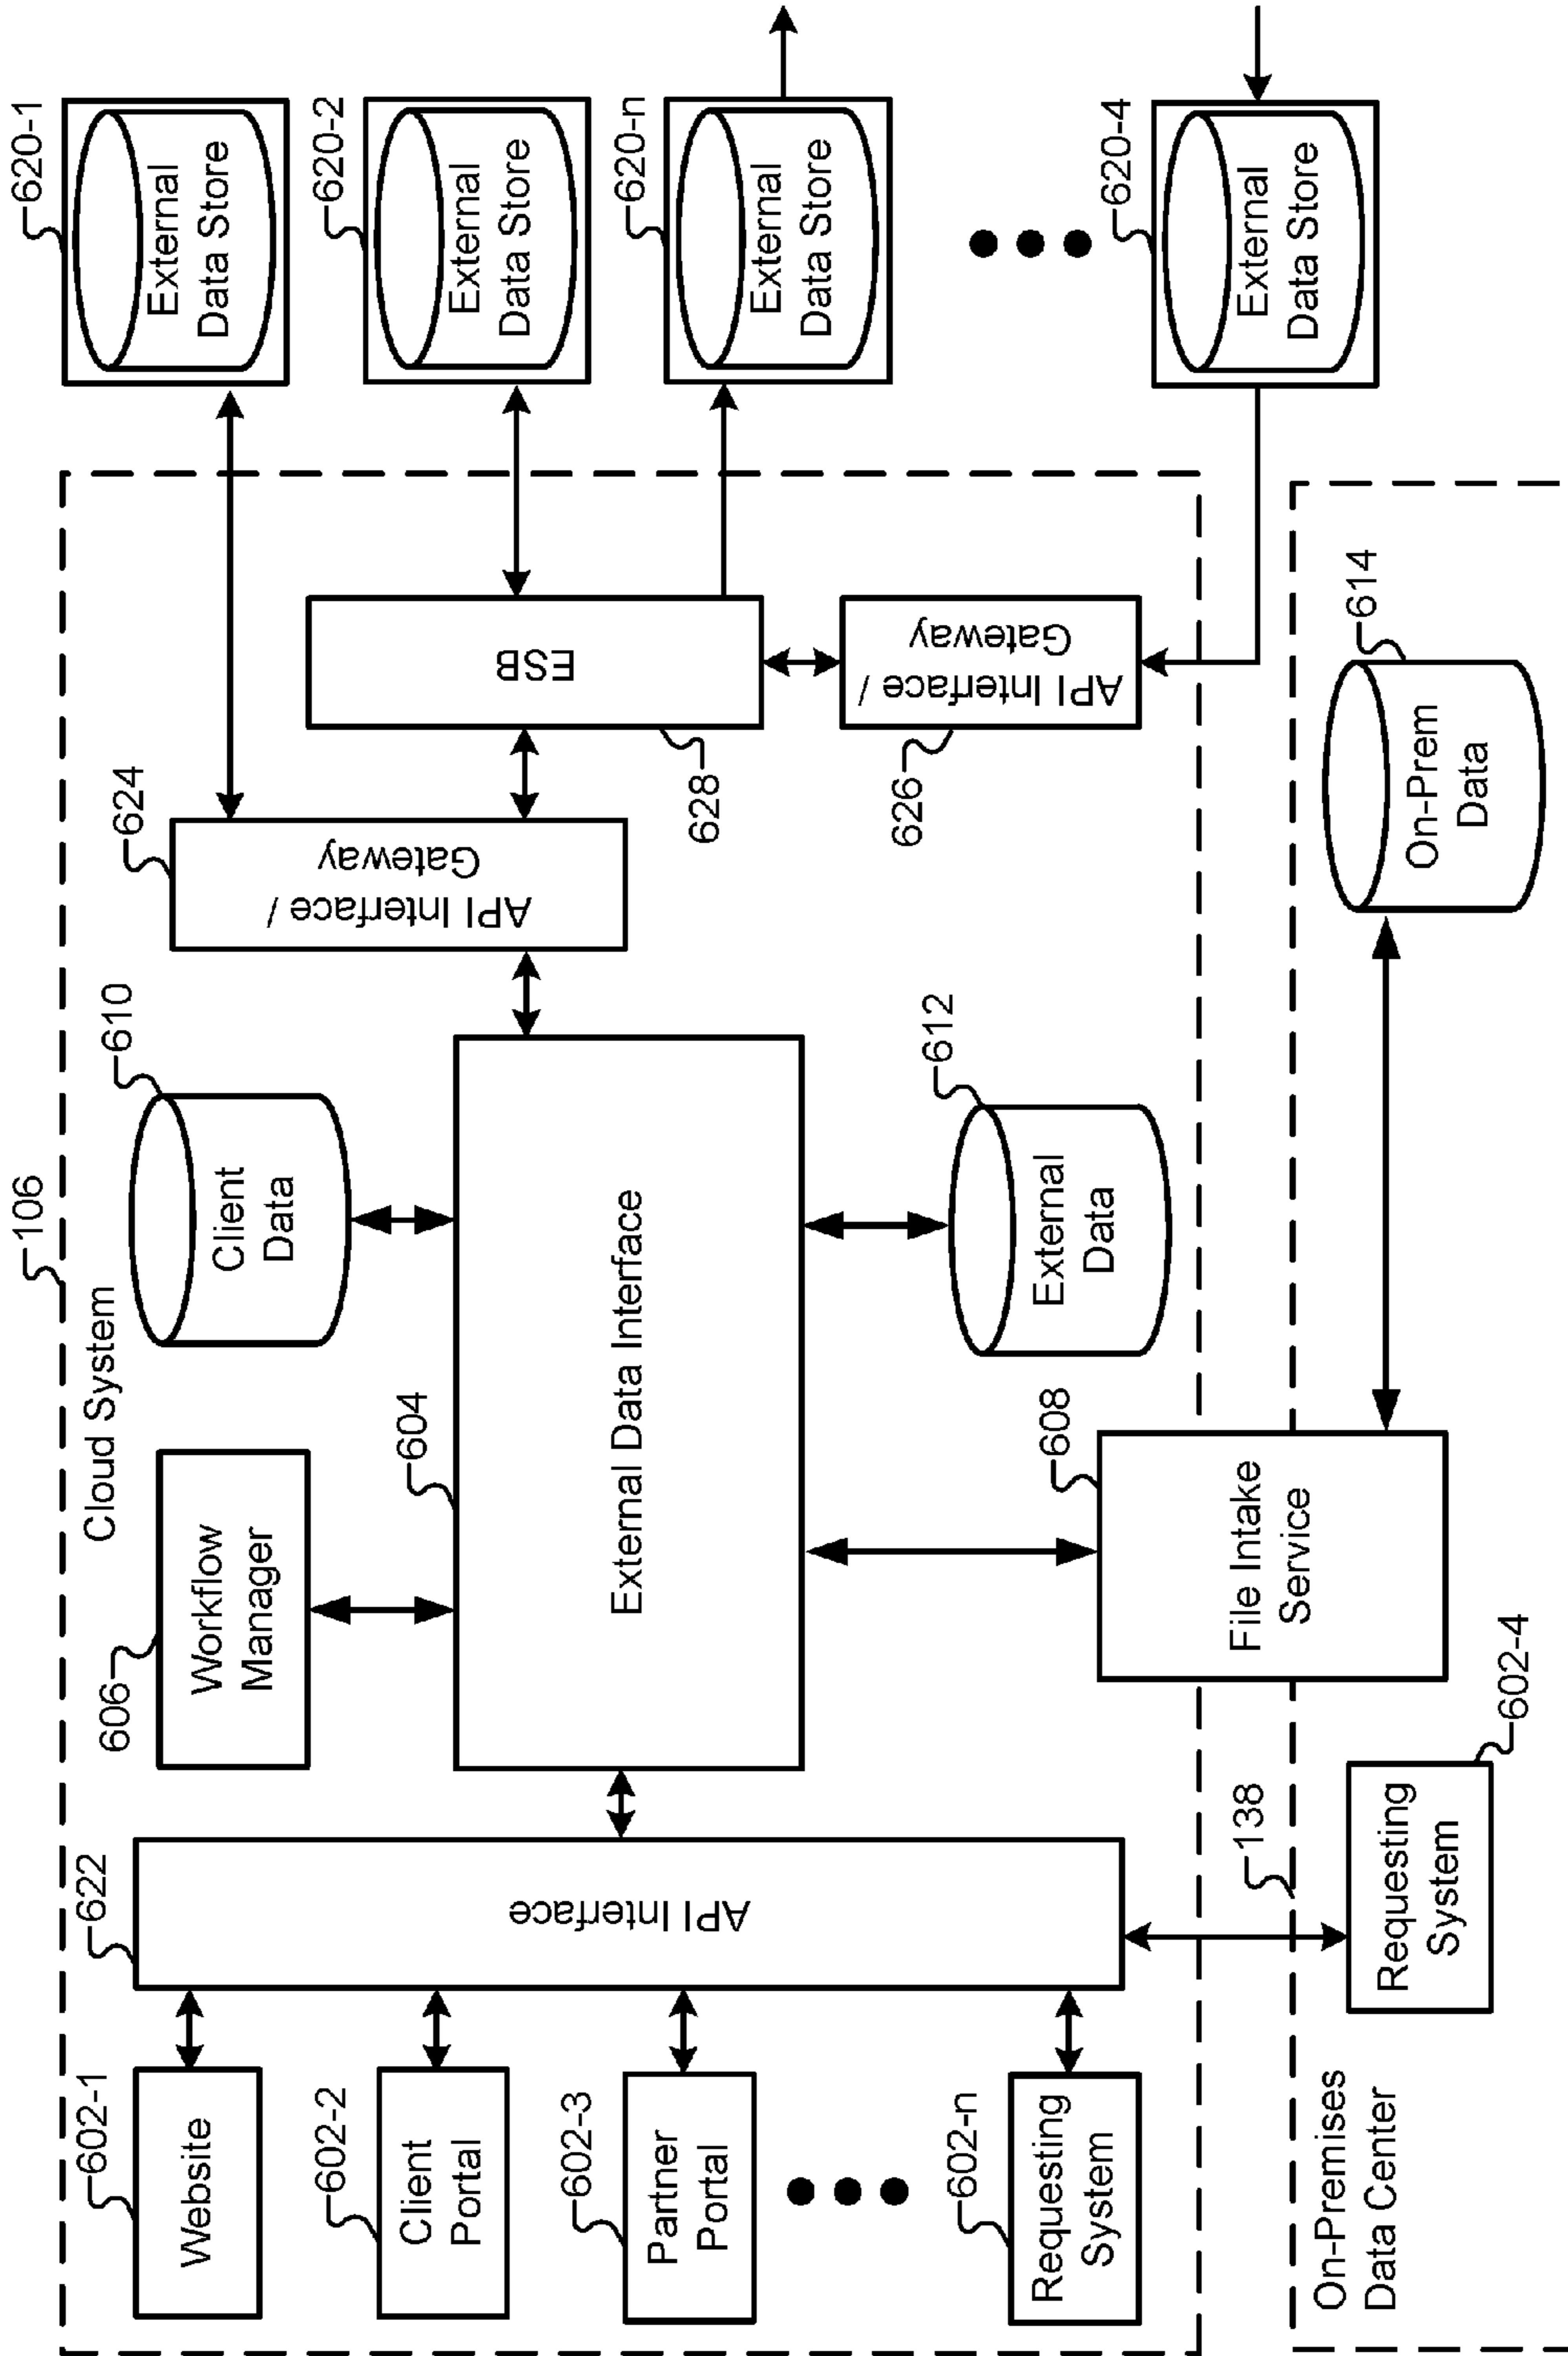 106
Cloud System
602-1
Website
602-2
Client
Portal
602-3
Partner
Portal
602-n
Requesting
System
622
API Interface
606
Workflow
Manager
604
External Data Interface
610
Client
Data
612
External
Data
608
File Intake
Service
624
API Interface /
Gateway
628
ESB
626
API Interface /
Gateway
620-1
External
Data Store
620-2
External
Data Store
620-n
External
Data Store
620-4
External
Data Store
On-Premises
Data Center
138
602-4
Requesting
System
614
On-Prem
Data